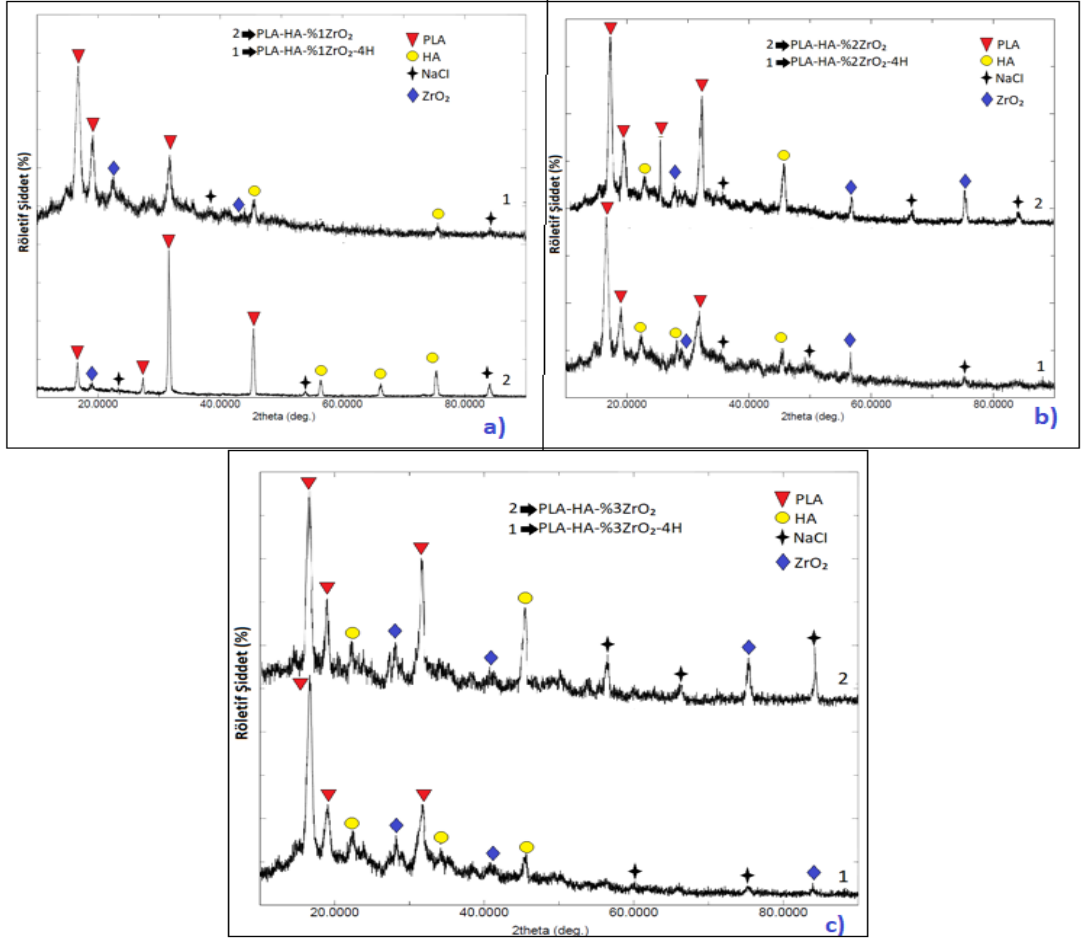 2➡PLA-HA-%1ZrO₂
1➡PLA-HA-%1ZrO₂-4H
PLA
HA
NaCl
ZrO₂
Röletif Şiddet (%)
1
2
20.0000 40.0000 60.0000 80.0000
2theta (deg.)
a)
2➡PLA-HA-%2ZrO₂
1➡PLA-HA-%2ZrO₂-4H
PLA
HA
NaCl
ZrO₂
Röletif Şiddet (%)
2
1
20.0000 40.0000 60.0000 80.0000
2theta (deg.)
b)
2➡PLA-HA-%3ZrO₂
1➡PLA-HA-%3ZrO₂-4H
PLA
HA
NaCl
ZrO₂
Röletif Şiddet (%)
2
1
20.0000 40.0000 60.0000 80.0000
2theta (deg.)
c)